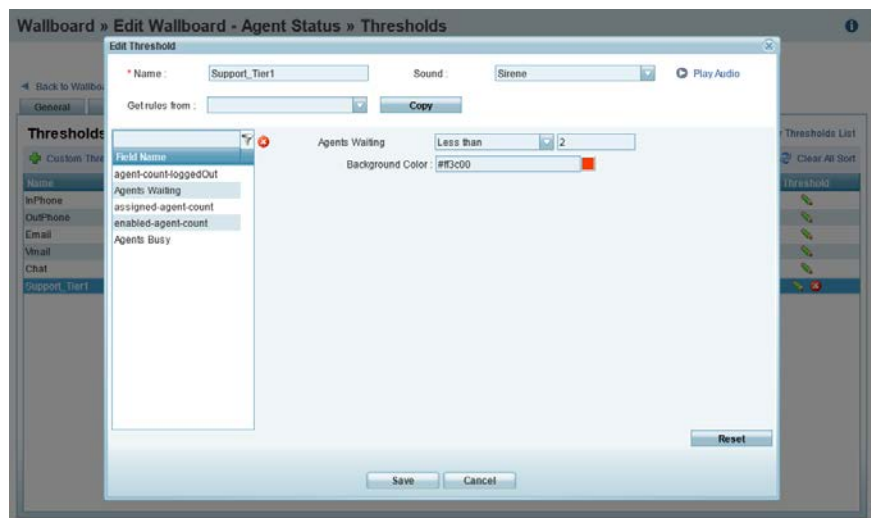 Wallboard » Edit Wallboard - Agent Status » Thresholds
Edit Threshold
* Name : Support_Tier1 Sound : Sirene Play Audio
Back to Wallbo
Get rules from : Copy
General
Thresholds
Thresholds List
Agents Waiting Less than 2
Custom Thre
Clear All Sort
Field Name
Background Color : #ff3c00
agent-count-loggedOut
Name
Threshold
Agents Waiting
InPhone
assigned-agent-count
OutPhone
enabled-agent-count
Email
Agents Busy
Vmail
Chat
Support_Tier1
Reset
Save Cancel